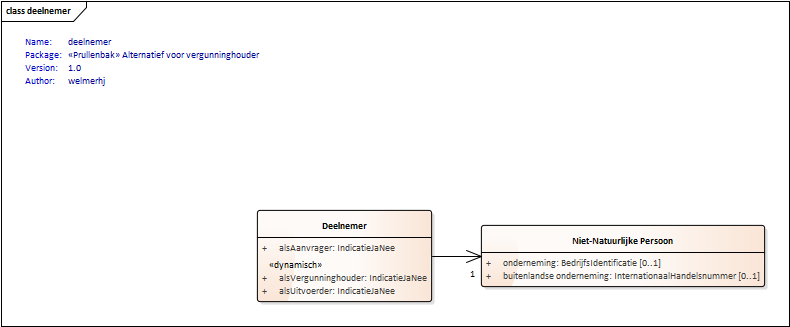 class deelnemer
Name: deelnemer
Package: «Prullenbak» Alternatief voor vergunninghouder
Version: 1.0
Author: welmerhj
Deelnemer
+ alsAanvrager: IndicatieJaNee
«dynamisch»
+ alsVergunninghouder: IndicatieJaNee
+ alsUitvoerder: IndicatieJaNee
1
Niet-Natuurlijke Persoon
+ onderneming: BedrijfsIdentificatie [0..1]
+ buitenlandse onderneming: InternationaalHandelsnummer [0..1]